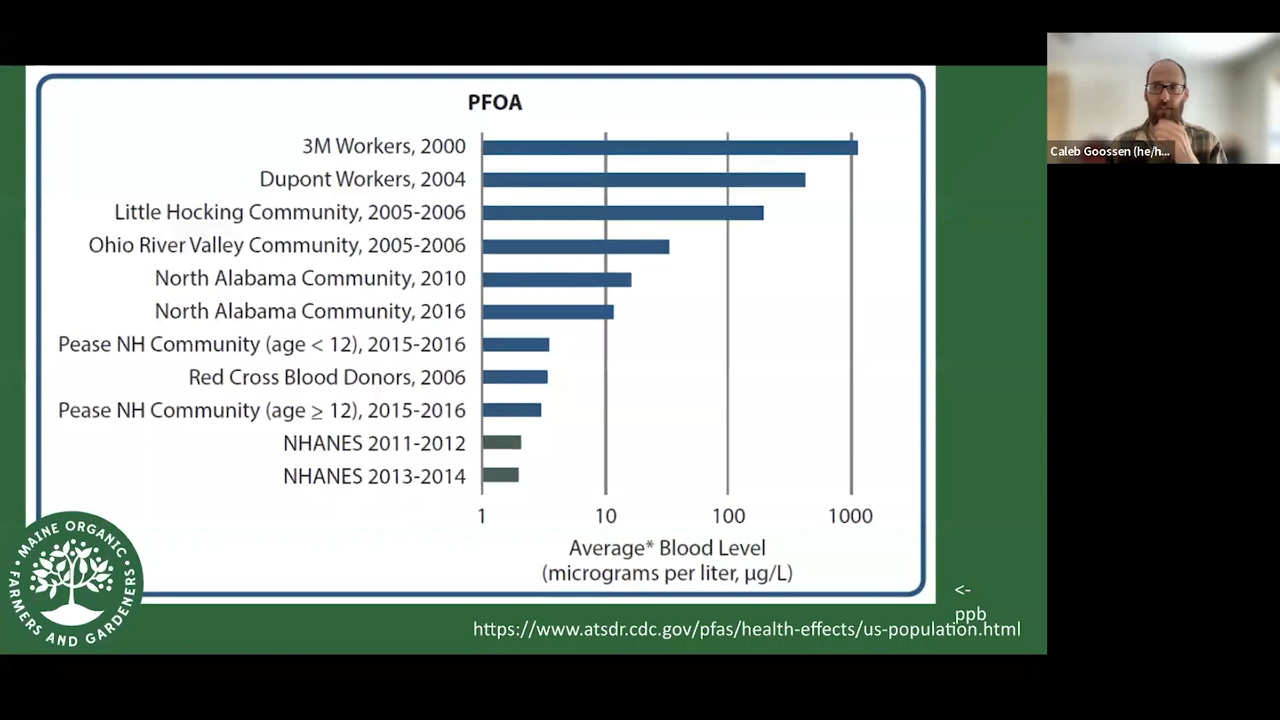 PFOA
3M Workers, 2000
Dupont Workers, 2004
Little Hocking Community, 2005-2006
Ohio River Valley Community, 2005-2006
North Alabama Community, 2010
North Alabama Community, 2016
Pease NH Community (age < 12), 2015-2016
Red Cross Blood Donors, 2006
Pease NH Community (age ≥ 12), 2015-2016
NHANES 2011-2012
NHANES 2013-2014
1 10 100 1000
Average* Blood Level
(micrograms per liter, µg/L)
<-
ppb
https://www.atsdr.cdc.gov/pfas/health-effects/us-population.html
MAINE ORGANIC
FARMERS AND GARDENERS
Caleb Goossen (he/h...